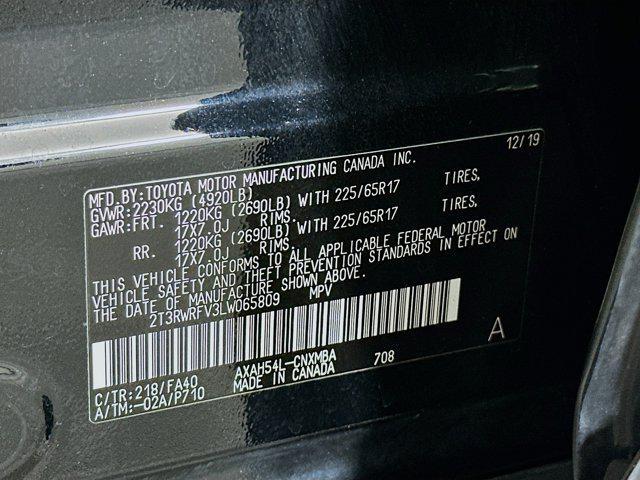 12/19
MFD.BY:TOYOTA MOTOR MANUFACTURING CANADA INC.
GVWR:2230KG (4920LB)
GAWR:FRT. 1220KG (2690LB) WITH 225/65R17 TIRES,
17X7.0J RIMS.
RR. 1220KG (2690LB) WITH 225/65R17 TIRES,
17X7.0J RIMS.
THIS VEHICLE CONFORMS TO ALL APPLICABLE FEDERAL MOTOR
VEHICLE SAFETY AND THEFT PREVENTION STANDARDS IN EFFECT ON
THE DATE OF MANUFACTURE SHOWN ABOVE.
2T3RWRFV3LW065809 MPV
A
AXAH54L-CNXMBA 708
C/TR:218/FA40 MADE IN CANADA
A/TM:-02A/P710